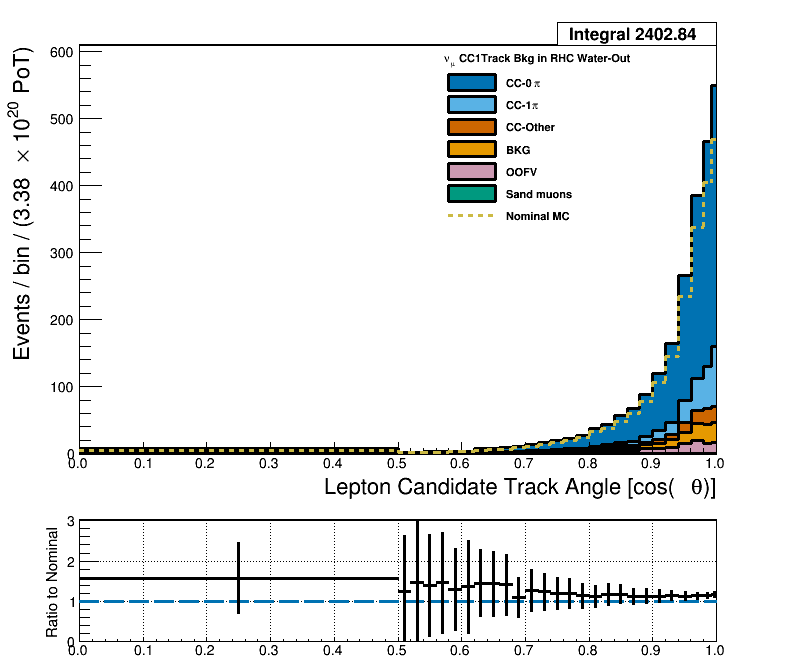 Integral 2402.84
ν_μ CC1Track Bkg in RHC Water-Out
CC-0 π
CC-1π
CC-Other
BKG
OOFV
Sand muons
Nominal MC
Events / bin / (3.38 × 10^20 PoT)
600
500
400
300
200
100
0
0.0 0.1 0.2 0.3 0.4 0.5 0.6 0.7 0.8 0.9 1.0
Lepton Candidate Track Angle [cos( θ)]
Ratio to Nominal
3
2
1
0
0.0 0.1 0.2 0.3 0.4 0.5 0.6 0.7 0.8 0.9 1.0